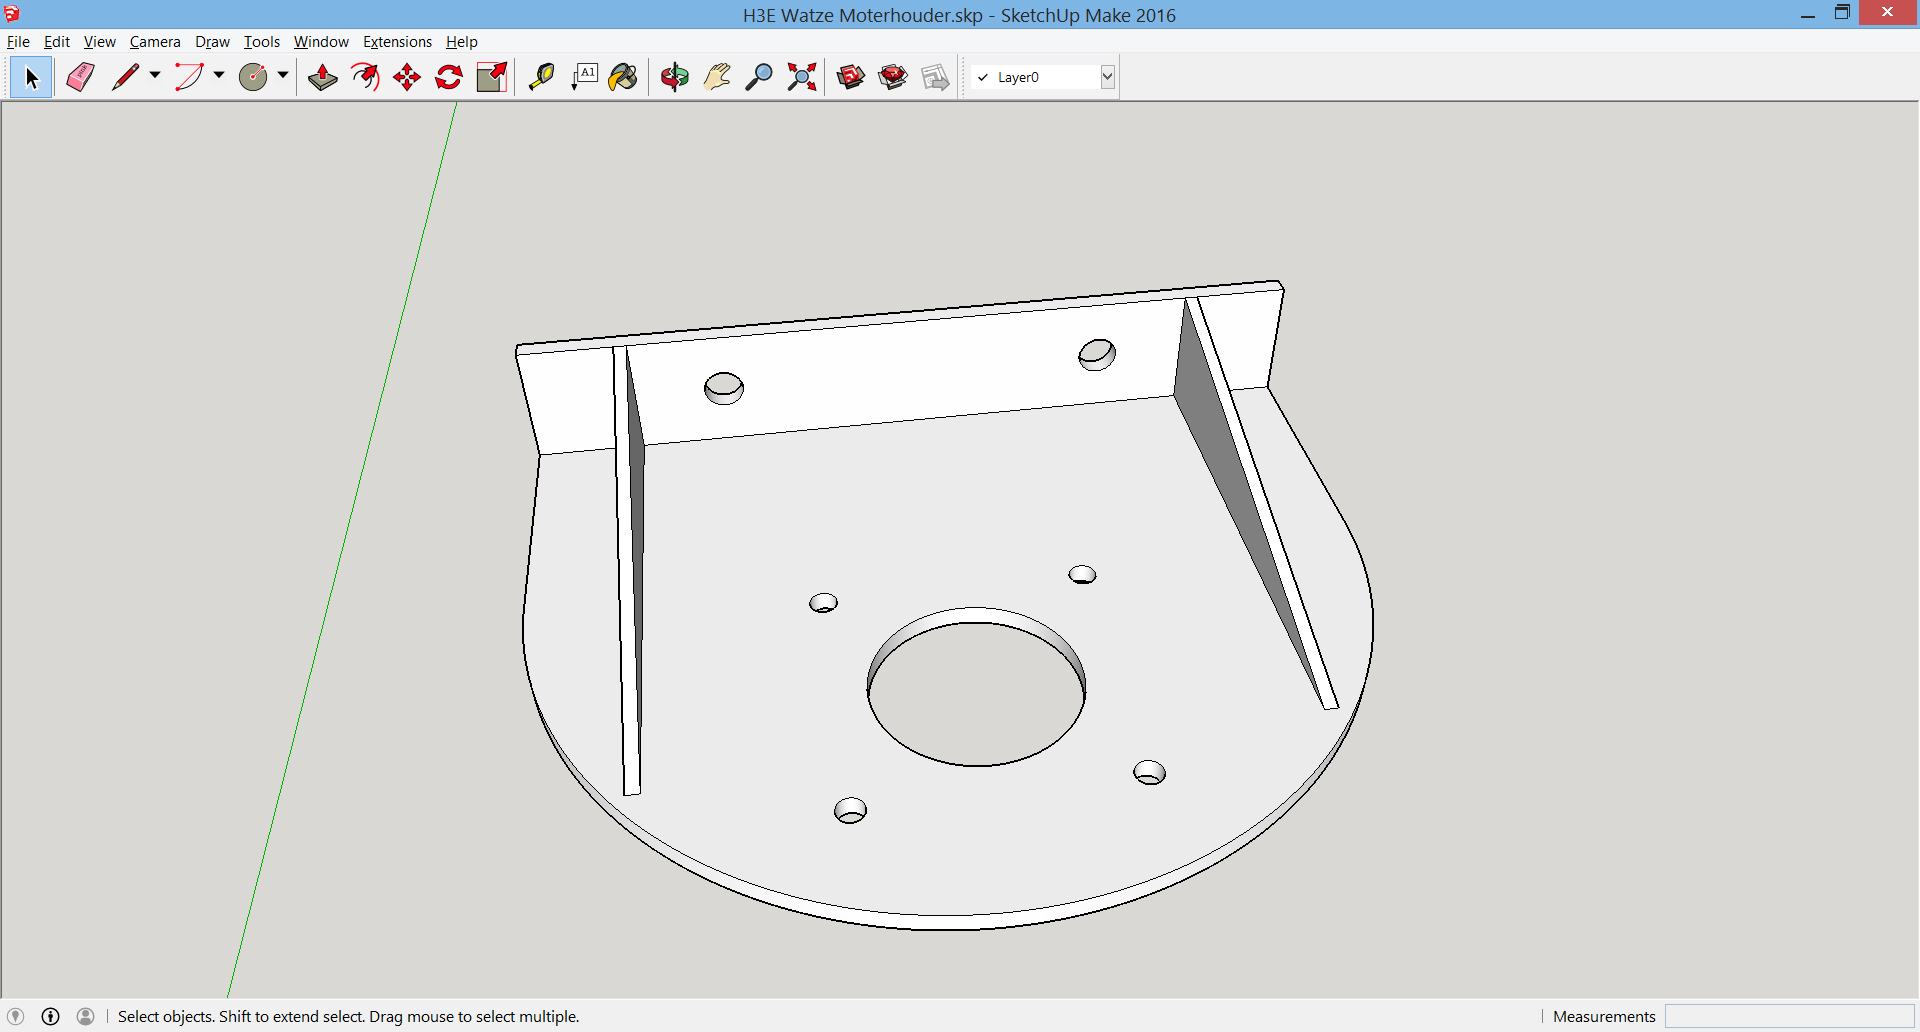 H3E Watze Moterhouder.skp - SketchUp Make 2016
File Edit View Camera Draw Tools Window Extensions Help
A1
Layer0
Select objects. Shift to extend select. Drag mouse to select multiple.
Measurements